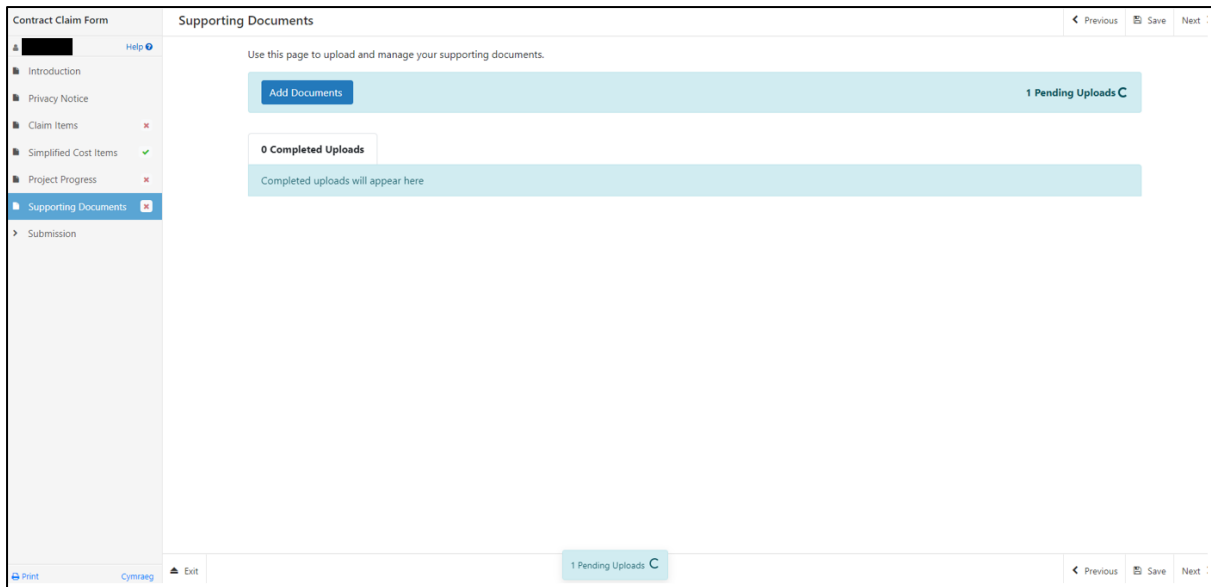 Contract Claim Form
Help
Introduction
Privacy Notice
Claim Items
Simplified Cost Items
Project Progress
Supporting Documents
Submission
Print
Cymraeg
Supporting Documents
Previous
Save
Next
Use this page to upload and manage your supporting documents.
Add Documents
1 Pending Uploads
0 Completed Uploads
Completed uploads will appear here
Exit
1 Pending Uploads
Previous
Save
Next